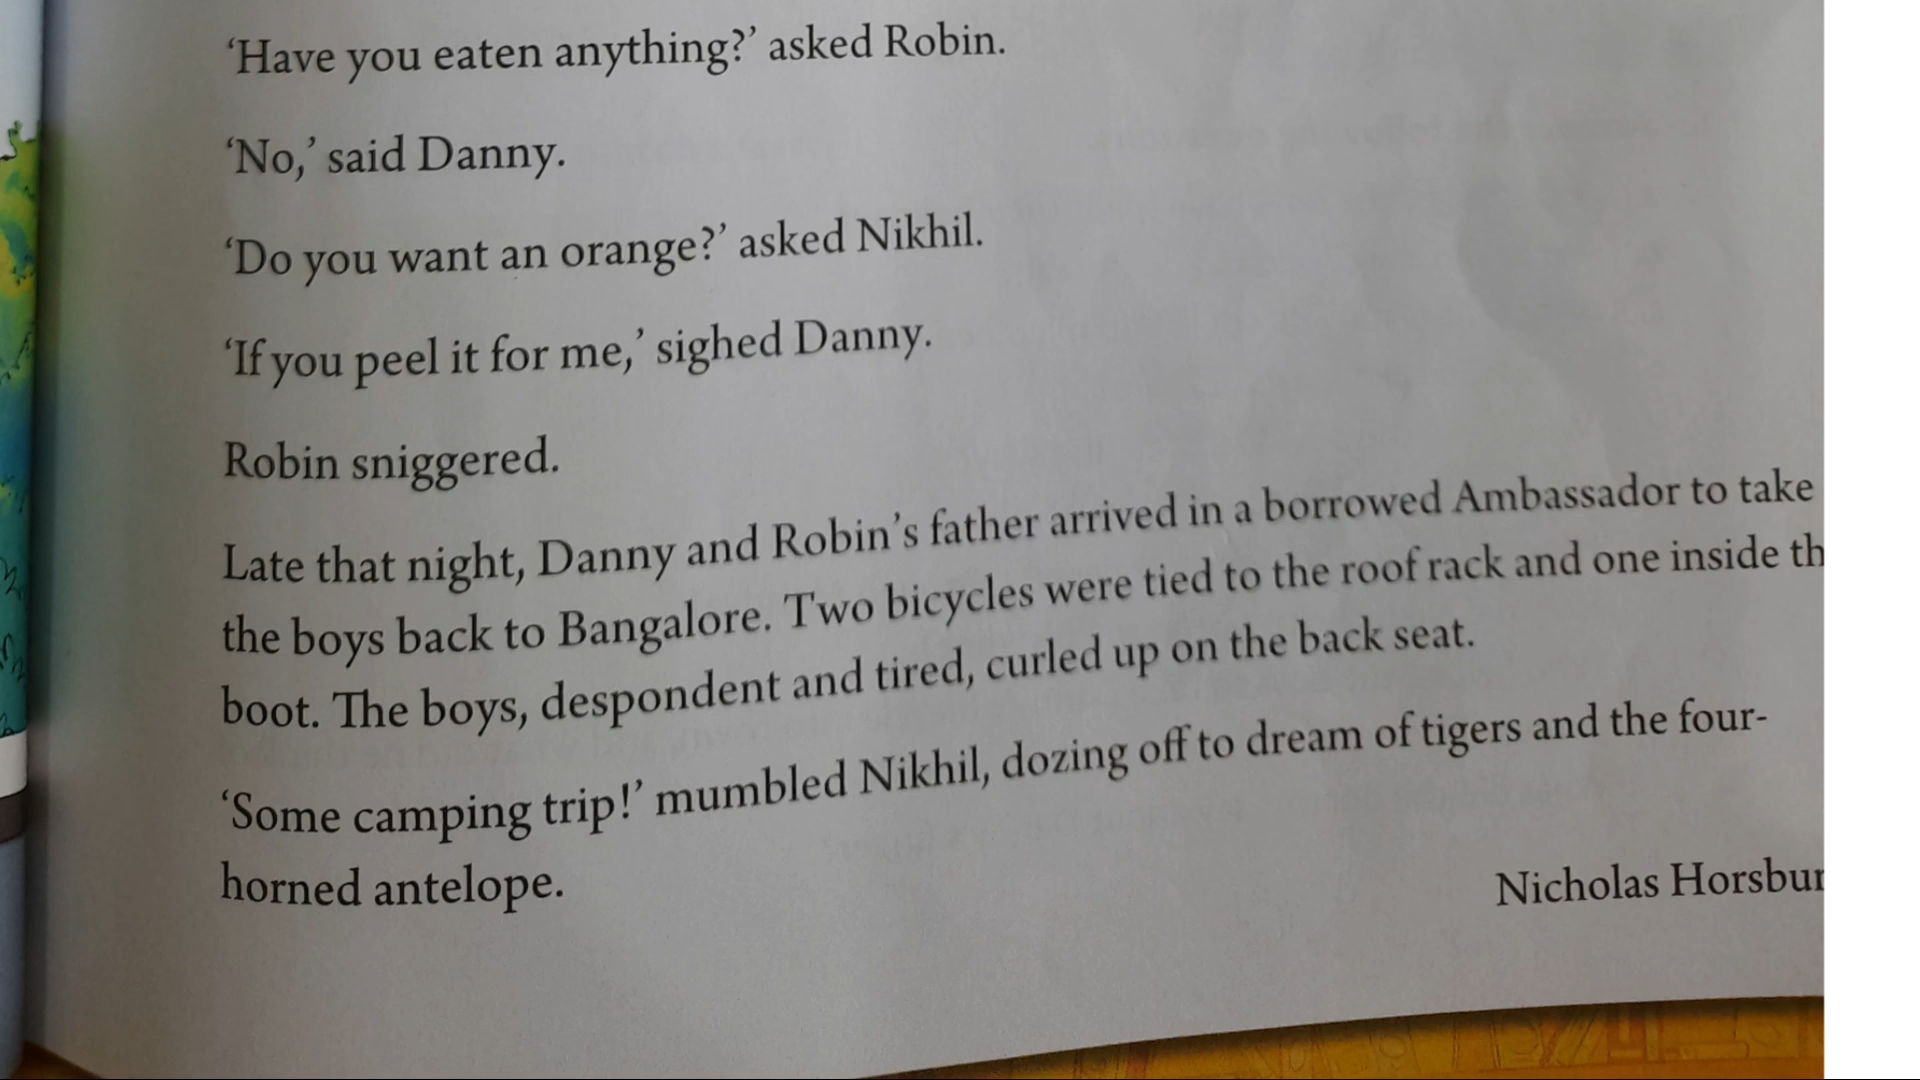 ‘Have you eaten anything?’ asked Robin.
‘No,’ said Danny.
‘Do you want an orange?’ asked Nikhil.
‘If you peel it for me,’ sighed Danny.
Robin sniggered.
Late that night, Danny and Robin’s father arrived in a borrowed Ambassador to take
the boys back to Bangalore. Two bicycles were tied to the roof rack and one inside
boot. The boys, despondent and tired, curled up on the back seat.
‘Some camping trip!’ mumbled Nikhil, dozing off to dream of tigers and the four-
horned antelope.
Nicholas